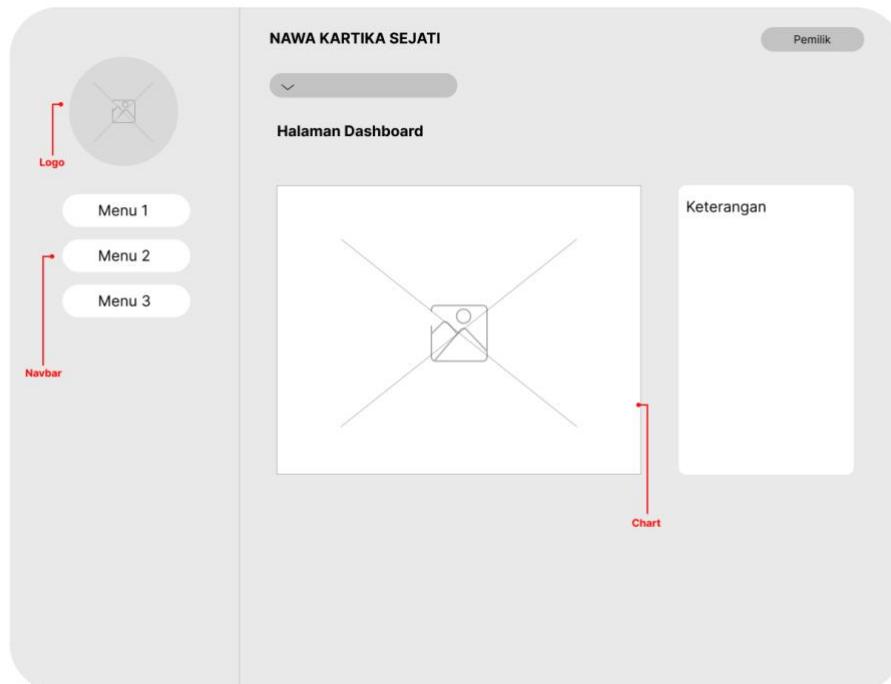 NAWA KARTIKA SEJATI
Pemilik
Halaman Dashboard
Logo
Menu 1
Menu 2
Menu 3
Navbar
Keterangan
Chart